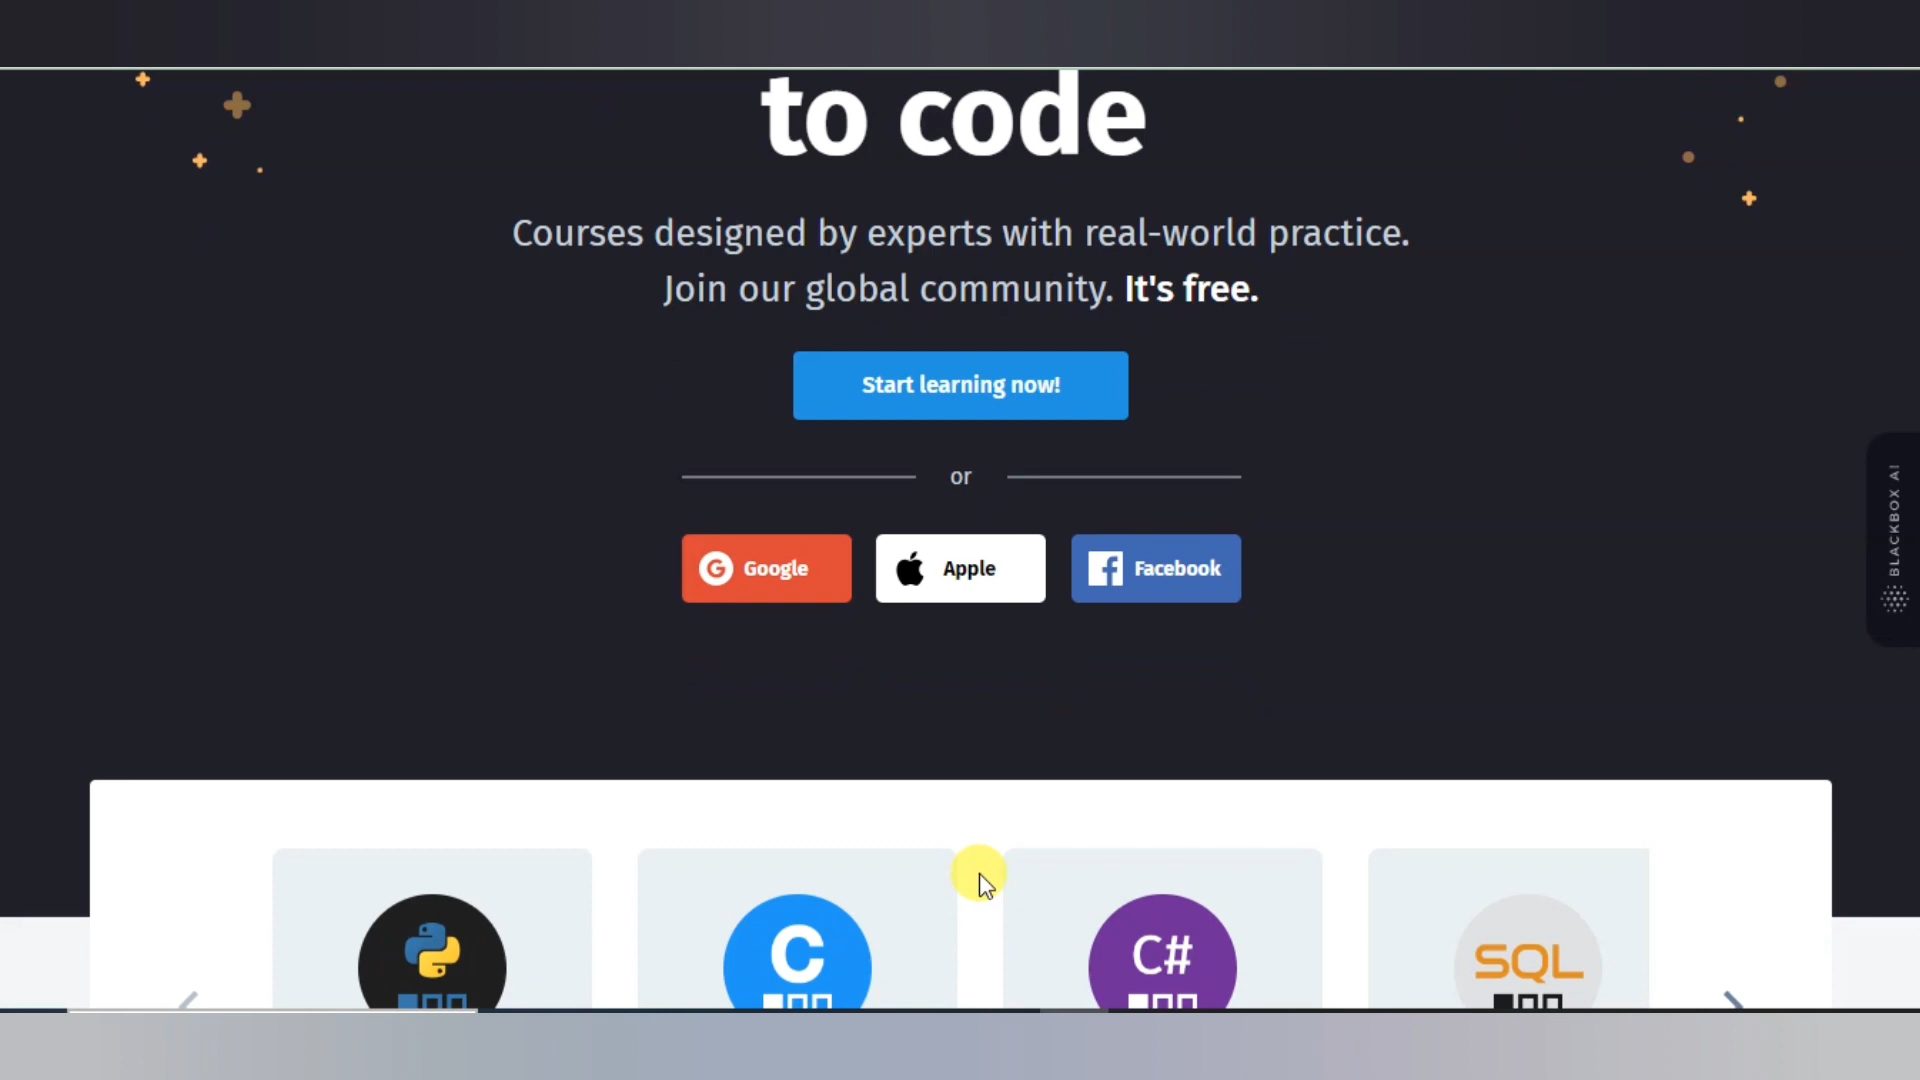 to code
Courses designed by experts with real-world practice.
Join our global community. It's free.
Start learning now!
or
Google
Apple
Facebook
BLACKBOX AI
C
C#
SQL